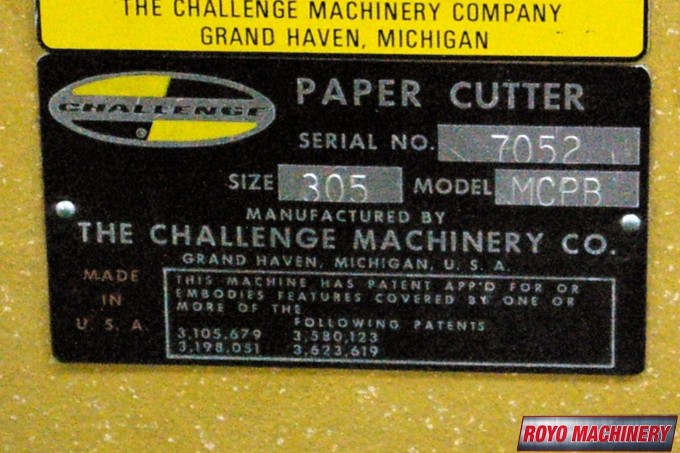 THE CHALLENGE MACHINERY COMPANY
GRAND HAVEN, MICHIGAN
CHALLENGE
®
PAPER CUTTER
SERIAL NO. 7052
SIZE 305 MODEL MCPB
MANUFACTURED BY
THE CHALLENGE MACHINERY CO.
GRAND HAVEN, MICHIGAN, U. S. A.
MADE
IN
U. S. A.
THIS MACHINE HAS PATENT APP'D FOR OR
EMBODIES FEATURES COVERED BY ONE OR
MORE OF THE
FOLLOWING PATENTS
3,105,679 3,580,123
3,198,051 3,623,619
ROYO MACHINERY